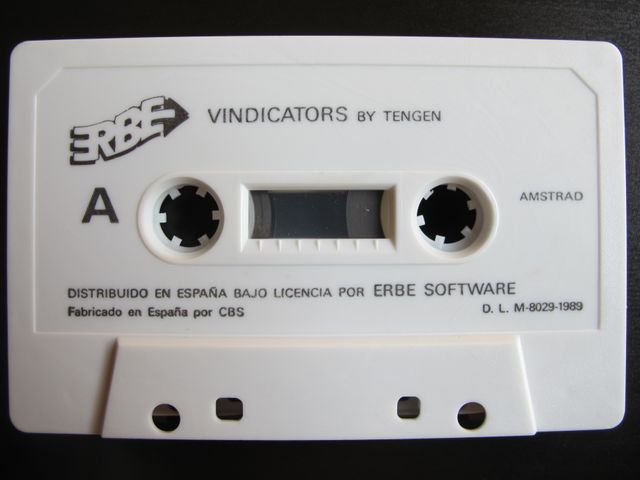 ERBE
VINDICATORS BY TENGEN
A
AMSTRAD
DISTRIBUIDO EN ESPAÑA BAJO LICENCIA POR ERBE SOFTWARE
Fabricado en España por CBS
D. L. M-8029-1989